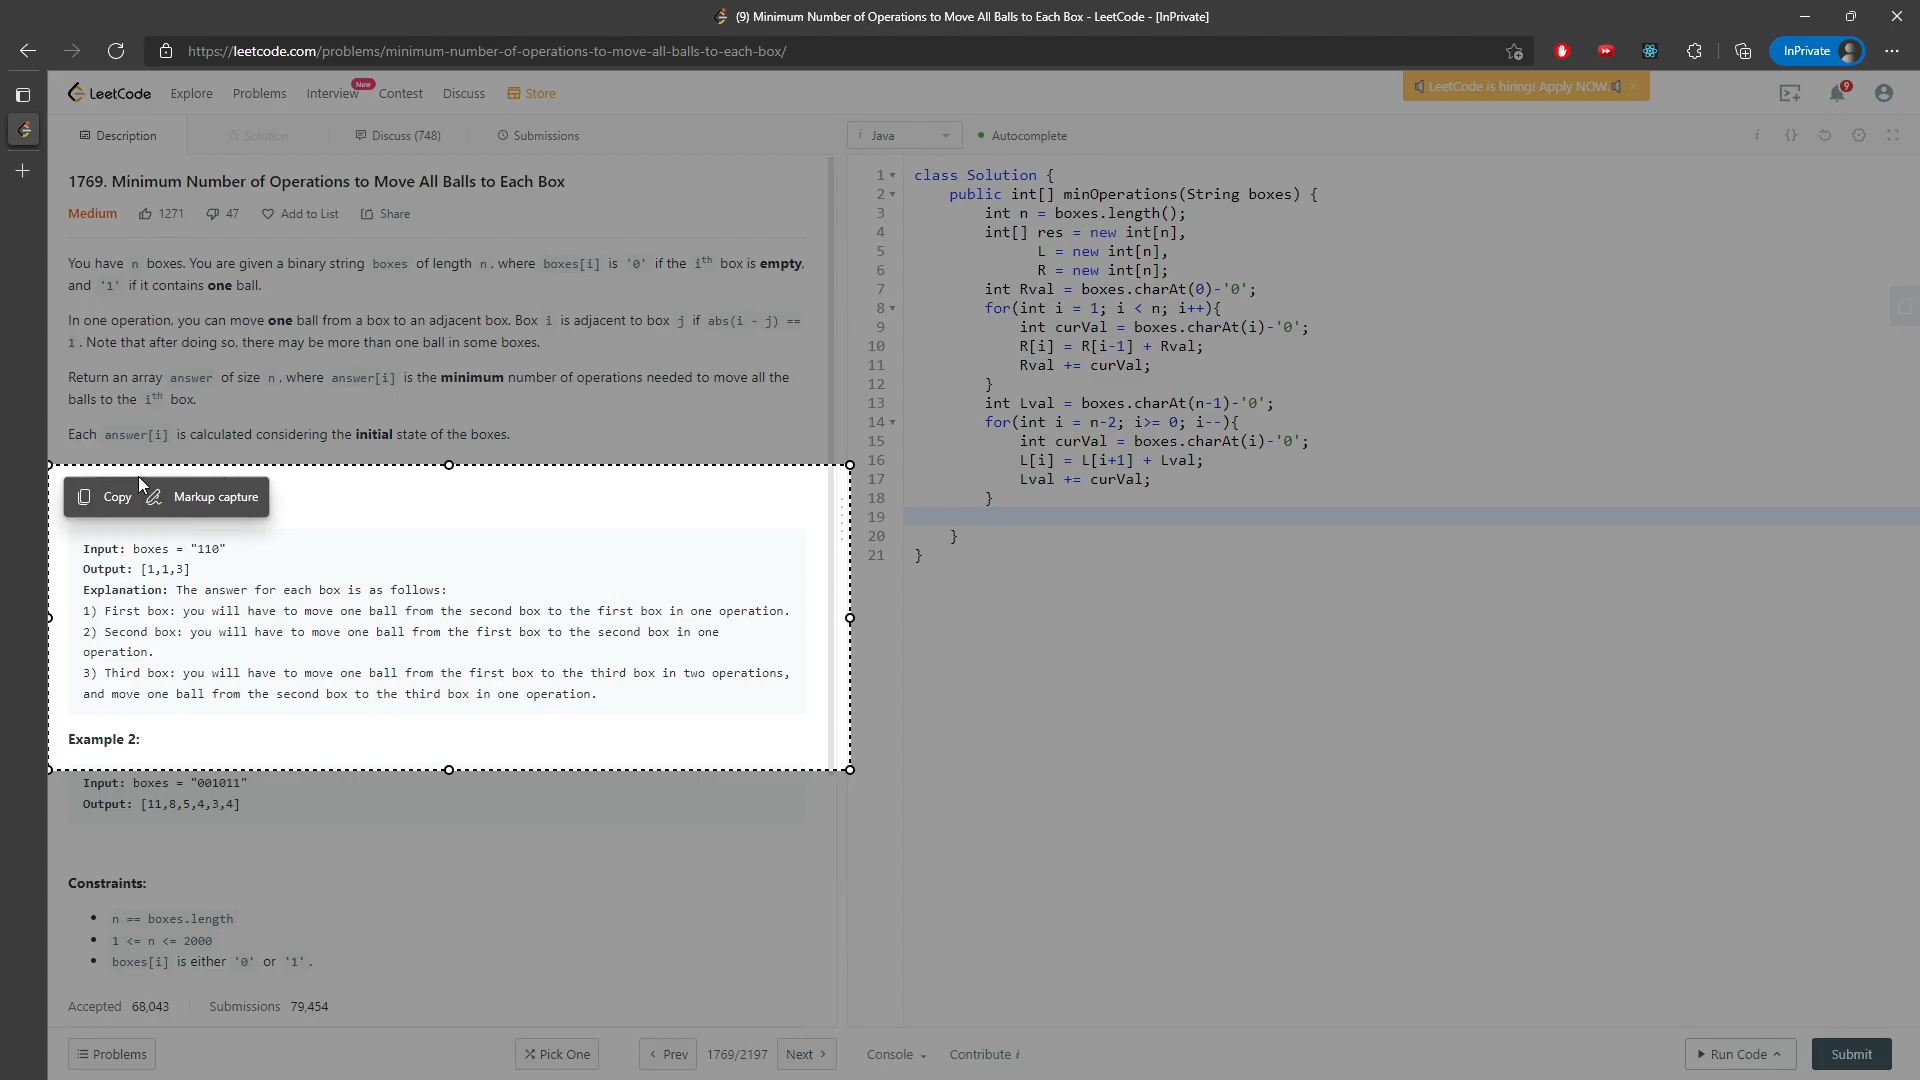 (9) Minimum Number of Operations to Move All Balls to Each Box - LeetCode - [InPrivate]
https://leetcode.com/problems/minimum-number-of-operations-to-move-all-balls-to-each-box/
InPrivate
LeetCode
Explore
Problems
Interview
New
Contest
Discuss
Store
LeetCode is hiring! Apply NOW.
9
Description
Solution
Discuss (748)
Submissions
i Java
Autocomplete
1769. Minimum Number of Operations to Move All Balls to Each Box
Medium
1271
47
Add to List
Share
You have n boxes. You are given a binary string boxes of length n, where boxes[i] is '0' if the ith box is empty,
and '1' if it contains one ball.
In one operation, you can move one ball from a box to an adjacent box. Box i is adjacent to box j if abs(i - j) ==
1. Note that after doing so, there may be more than one ball in some boxes.
Return an array answer of size n, where answer[i] is the minimum number of operations needed to move all the
balls to the ith box.
Each answer[i] is calculated considering the initial state of the boxes.
Copy
Markup capture
Input: boxes = "110"
Output: [1,1,3]
Explanation: The answer for each box is as follows:
1) First box: you will have to move one ball from the second box to the first box in one operation.
2) Second box: you will have to move one ball from the first box to the second box in one
operation.
3) Third box: you will have to move one ball from the first box to the third box in two operations,
and move one ball from the second box to the third box in one operation.
Example 2:
Input: boxes = "001011"
Output: [11,8,5,4,3,4]
Constraints:
n == boxes.length
1 <= n <= 2000
boxes[i] is either '0' or '1'.
Accepted 68,043
Submissions 79,454
Problems
Pick One
Prev
1769/2197
Next
1 class Solution {
2 public int[] minOperations(String boxes) {
3 int n = boxes.length();
4 int[] res = new int[n],
5 L = new int[n],
6 R = new int[n];
7 int Rval = boxes.charAt(0)-'0';
8 for(int i = 1; i < n; i++){
9 int curVal = boxes.charAt(i)-'0';
10 R[i] = R[i-1] + Rval;
11 Rval += curVal;
12 }
13 int Lval = boxes.charAt(n-1)-'0';
14 for(int i = n-2; i>= 0; i--){
15 int curVal = boxes.charAt(i)-'0';
16 L[i] = L[i+1] + Lval;
17 Lval += curVal;
18 }
19
20 }
21 }
Console
Contribute i
Run Code
Submit